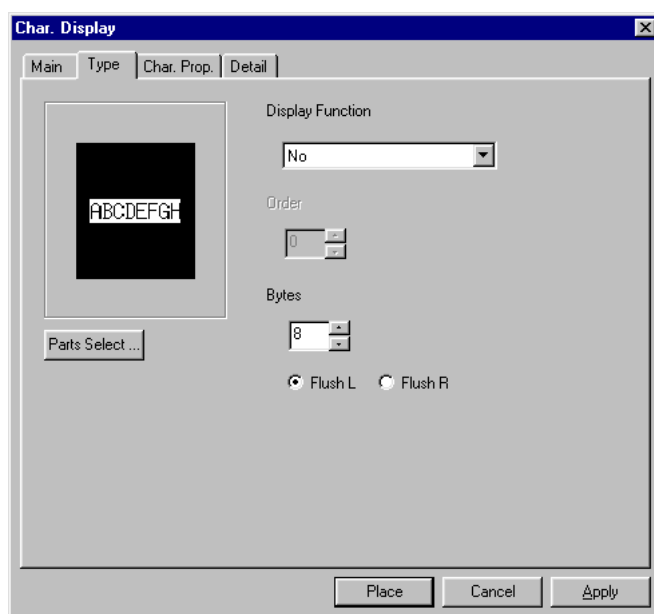 Char. Display
Main Type Char. Prop. Detail
Display Function
No
ABCDEFGH
Order
0
Bytes
8
Parts Select ...
Flush L Flush R
Place Cancel Apply